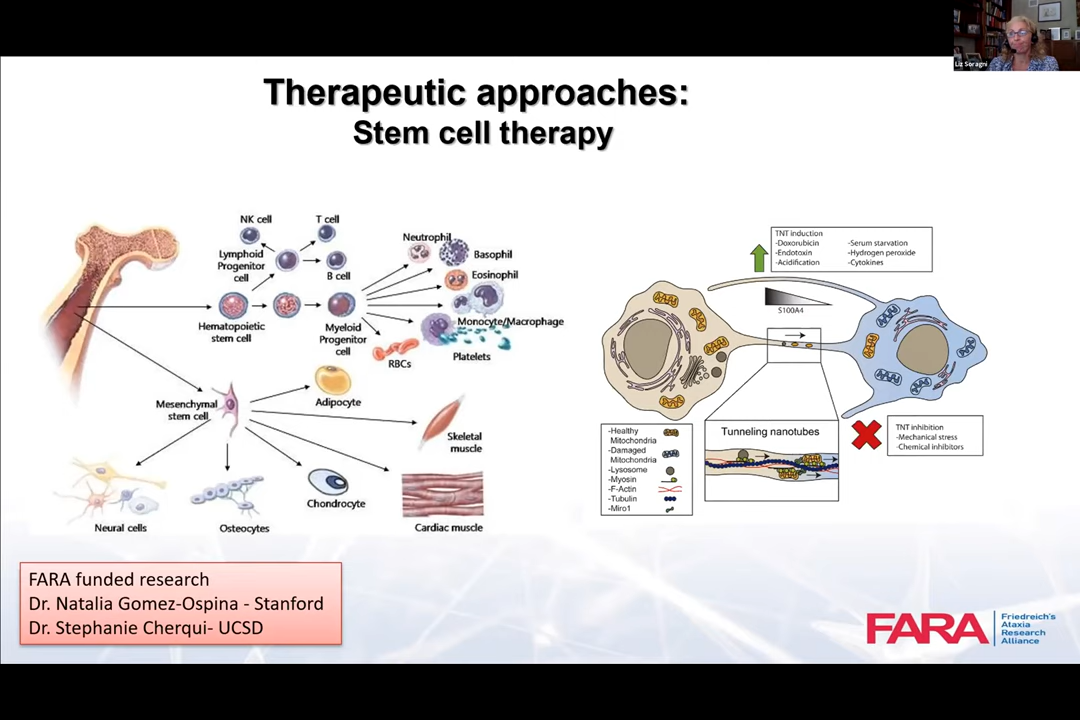 Liz Soragni
Therapeutic approaches:
Stem cell therapy
NK cell
T cell
Lymphoid
Progenitor
cell
B cell
Neutrophil
Basophil
Eosinophil
Monocyte/Macrophage
Platelets
RBCs
Hematopoietic
stem cell
Myeloid
Progenitor
cell
Mesenchymal
stem cell
Adipocyte
Skeletal
muscle
Neural cells
Osteocytes
Chondrocyte
Cardiac muscle
TNT induction
-Doxorubicin
-Serum starvation
-Endotoxin
-Hydrogen peroxide
-Acidification
-Cytokines
S100A4
Tunneling nanotubes
-Healthy
Mitochondria
-Damaged
Mitochondria
-Lysosome
-Myosin
-F-Actin
-Tubulin
-Miro1
TNT inhibition
-Mechanical stress
-Chemical inhibitors
FARA funded research
Dr. Natalia Gomez-Ospina - Stanford
Dr. Stephanie Cherqui- UCSD
FARA
Friedreich's
Ataxia
Research
Alliance